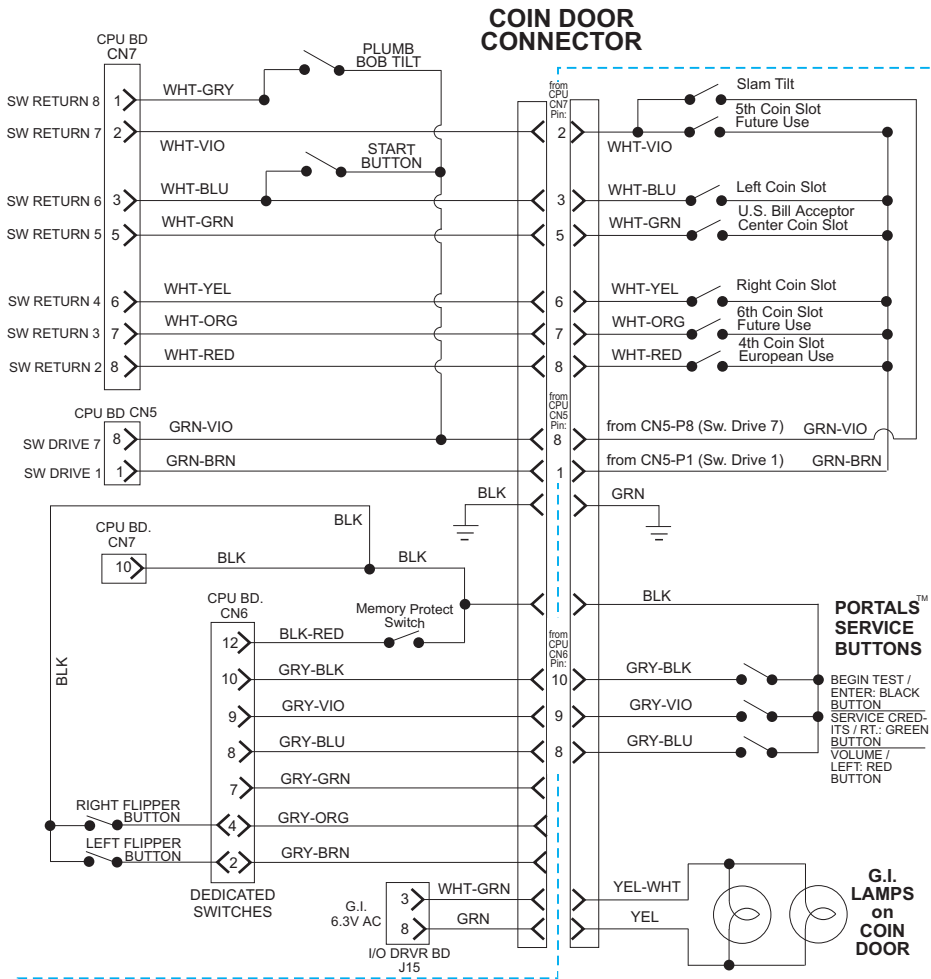 COIN DOOR
CONNECTOR
CPU BD
CN7
PLUMB
BOB TILT
SW RETURN 8
1
WHT-GRY
SW RETURN 7
2
WHT-VIO
START
BUTTON
SW RETURN 6
3
WHT-BLU
SW RETURN 5
5
WHT-GRN
SW RETURN 4
6
WHT-YEL
SW RETURN 3
7
WHT-ORG
SW RETURN 2
8
WHT-RED
from
CPU
CN7
Pin:
2
WHT-VIO
Slam Tilt
5th Coin Slot
Future Use
3
WHT-BLU
Left Coin Slot
5
WHT-GRN
U.S. Bill Acceptor
Center Coin Slot
6
WHT-YEL
Right Coin Slot
7
WHT-ORG
6th Coin Slot
Future Use
8
WHT-RED
4th Coin Slot
European Use
CPU BD CN5
SW DRIVE 7
8
GRN-VIO
SW DRIVE 1
1
GRN-BRN
from
CPU
CN5
Pin:
8
from CN5-P8 (Sw. Drive 7)
GRN-VIO
1
from CN5-P1 (Sw. Drive 1)
GRN-BRN
BLK
GRN
BLK
CPU BD.
CN7
10
BLK
BLK
BLK
BLK
CPU BD.
CN6
Memory Protect
Switch
12
BLK-RED
10
GRY-BLK
9
GRY-VIO
8
GRY-BLU
7
GRY-GRN
RIGHT FLIPPER
BUTTON
4
GRY-ORG
LEFT FLIPPER
BUTTON
2
GRY-BRN
DEDICATED
SWITCHES
from
CPU
CN6
Pin:
10
GRY-BLK
9
GRY-VIO
8
GRY-BLU
PORTALS™
SERVICE
BUTTONS
BEGIN TEST /
ENTER: BLACK
BUTTON
SERVICE CRED-
ITS / RT.: GREEN
BUTTON
VOLUME /
LEFT: RED
BUTTON
G.I.
6.3V AC
3
WHT-GRN
8
GRN
I/O DRVR BD
J15
YEL-WHT
YEL
G.I.
LAMPS
on
COIN
DOOR